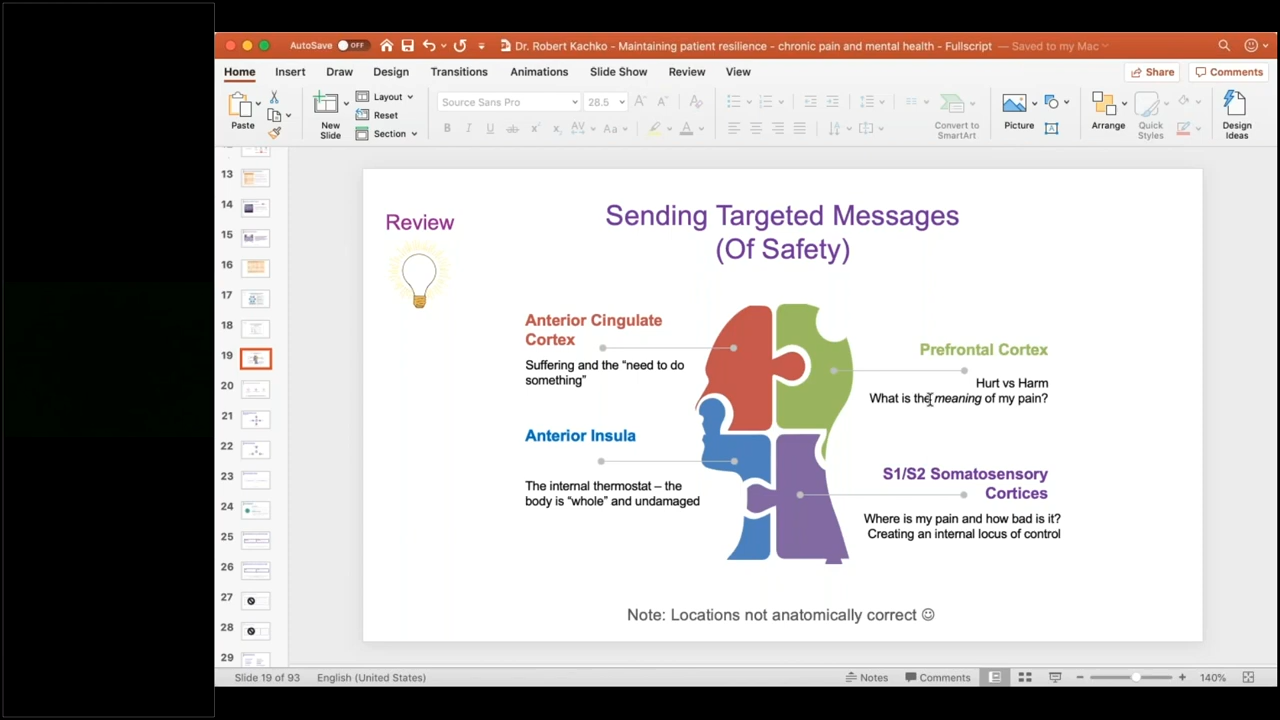 AutoSave OFF
Dr. Robert Kachko - Maintaining patient resilience - chronic pain and mental health - Fullscript — Saved to my Mac
Home Insert Draw Design Transitions Animations Slide Show Review View
Share Comments
Paste
New Slide
Layout
Reset
Section
Source Sans Pro 28.5
B I U ab x² x₂ AV Aa A
Convert to SmartArt
Picture
Arrange
Quick Styles
Design Ideas
13
14
15
16
17
18
19
20
21
22
23
24
25
26
27
28
29
Review
Sending Targeted Messages
(Of Safety)
Anterior Cingulate
Cortex
Suffering and the “need to do
something”
Prefrontal Cortex
Hurt vs Harm
What is the meaning of my pain?
Anterior Insula
The internal thermostat – the
body is “whole” and undamaged
S1/S2 Somatosensory
Cortices
Where is my pain and how bad is it?
Creating an internal locus of control
Note: Locations not anatomically correct ☺
Slide 19 of 93 English (United States) Notes Comments 140%